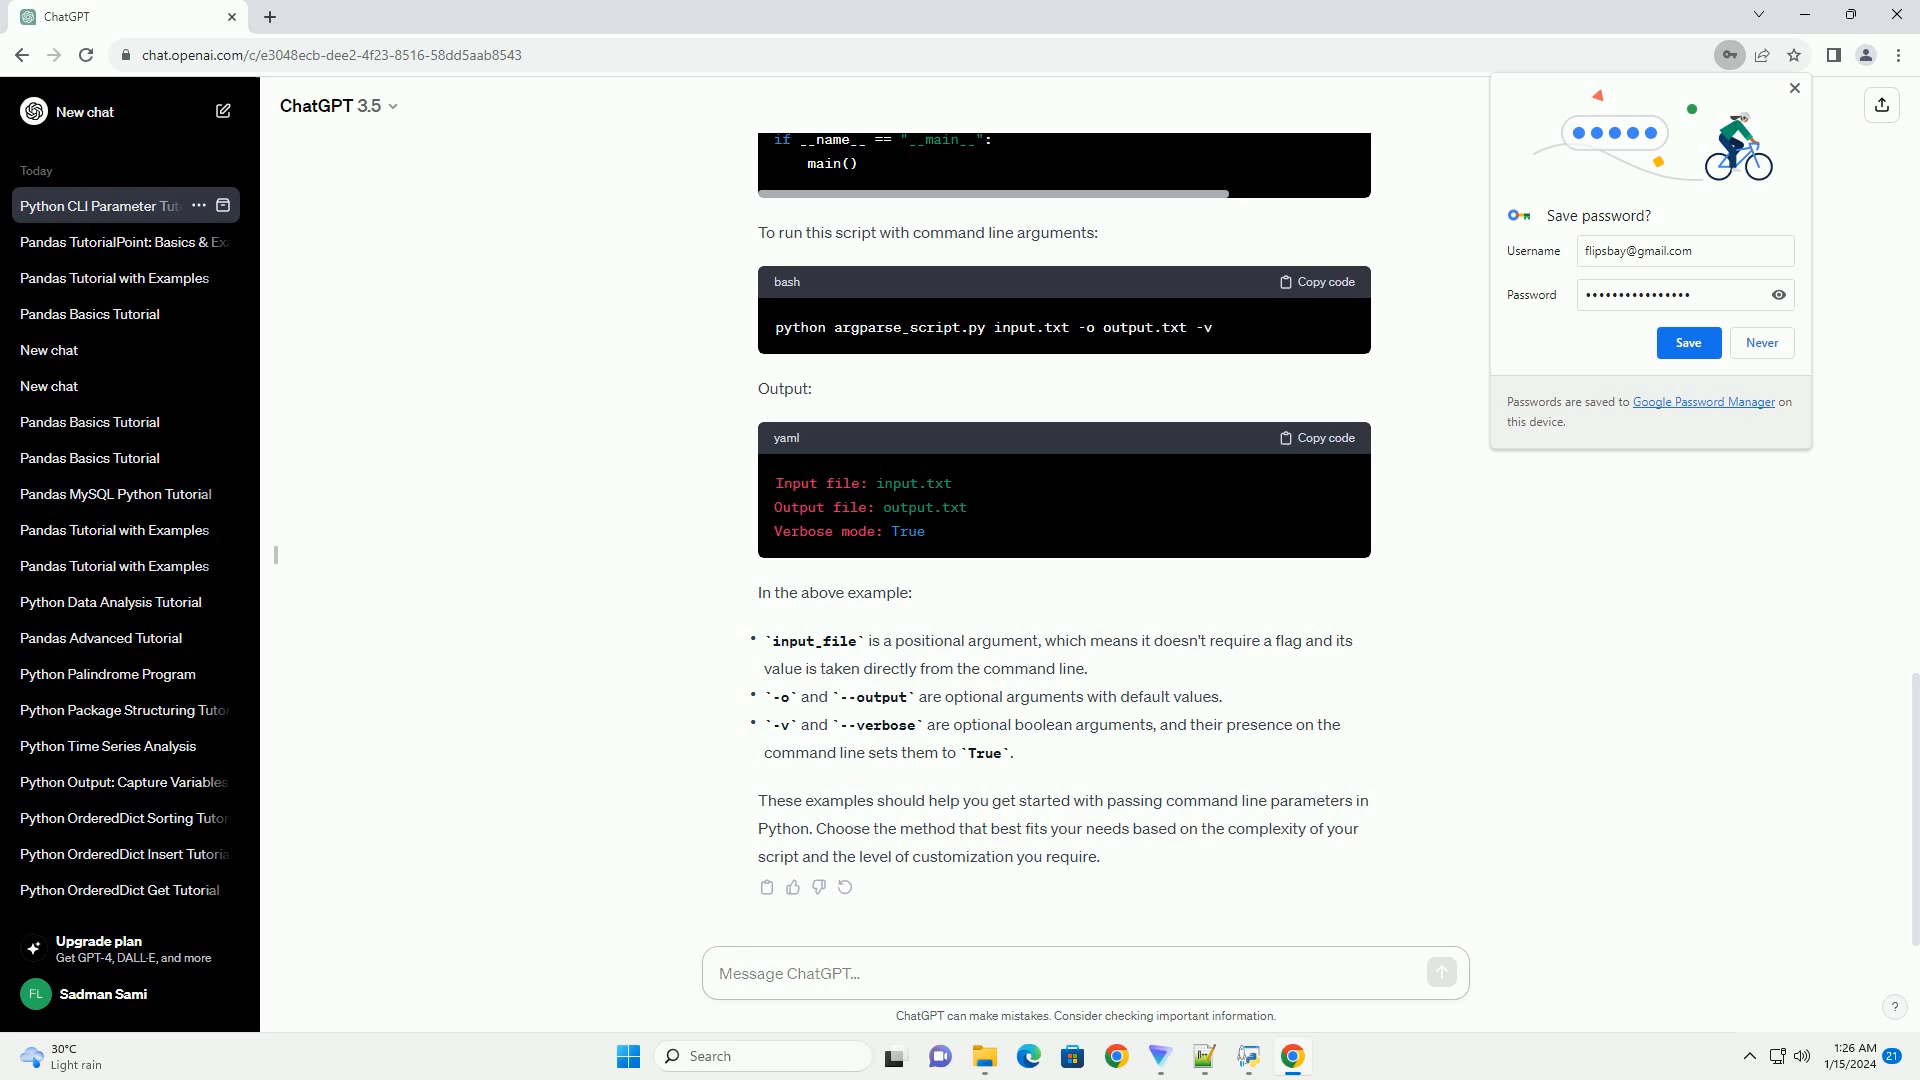 ChatGPT
chat.openai.com/c/e3048ecb-dee2-4f23-8516-58dd5aab8543
New chat
Today
Python CLI Parameter Tut
Pandas TutorialPoint: Basics & Exa
Pandas Tutorial with Examples
Pandas Basics Tutorial
New chat
New chat
Pandas Basics Tutorial
Pandas Basics Tutorial
Pandas MySQL Python Tutorial
Pandas Tutorial with Examples
Pandas Tutorial with Examples
Python Data Analysis Tutorial
Pandas Advanced Tutorial
Python Palindrome Program
Python Package Structuring Tutor
Python Time Series Analysis
Python Output: Capture Variables
Python OrderedDict Sorting Tutor
Python OrderedDict Insert Tutoria
Python OrderedDict Get Tutorial
Upgrade plan
Get GPT-4, DALL·E, and more
FL Sadman Sami
ChatGPT 3.5
if __name__ == "__main__":
main()
To run this script with command line arguments:
bash Copy code
python argparse_script.py input.txt -o output.txt -v
Output:
yaml Copy code
Input file: input.txt
Output file: output.txt
Verbose mode: True
In the above example:
• `input_file` is a positional argument, which means it doesn't require a flag and its
value is taken directly from the command line.
• `-o` and `--output` are optional arguments with default values.
• `-v` and `--verbose` are optional boolean arguments, and their presence on the
command line sets them to `True`.
These examples should help you get started with passing command line parameters in
Python. Choose the method that best fits your needs based on the complexity of your
script and the level of customization you require.
Message ChatGPT...
ChatGPT can make mistakes. Consider checking important information.
?
Save password?
Username flipsbay@gmail.com
Password ••••••••••••••••
Save Never
Passwords are saved to Google Password Manager on
this device.
30°C
Light rain
Search
1:26 AM
1/15/2024
21